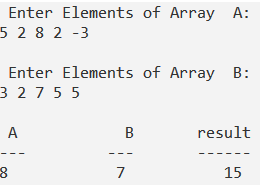 Enter Elements of Array  A:
5 2 8 2 -3
Enter Elements of Array  B:
3 2 7 5 5
A            B       result
---          ---       ------
8            7          15